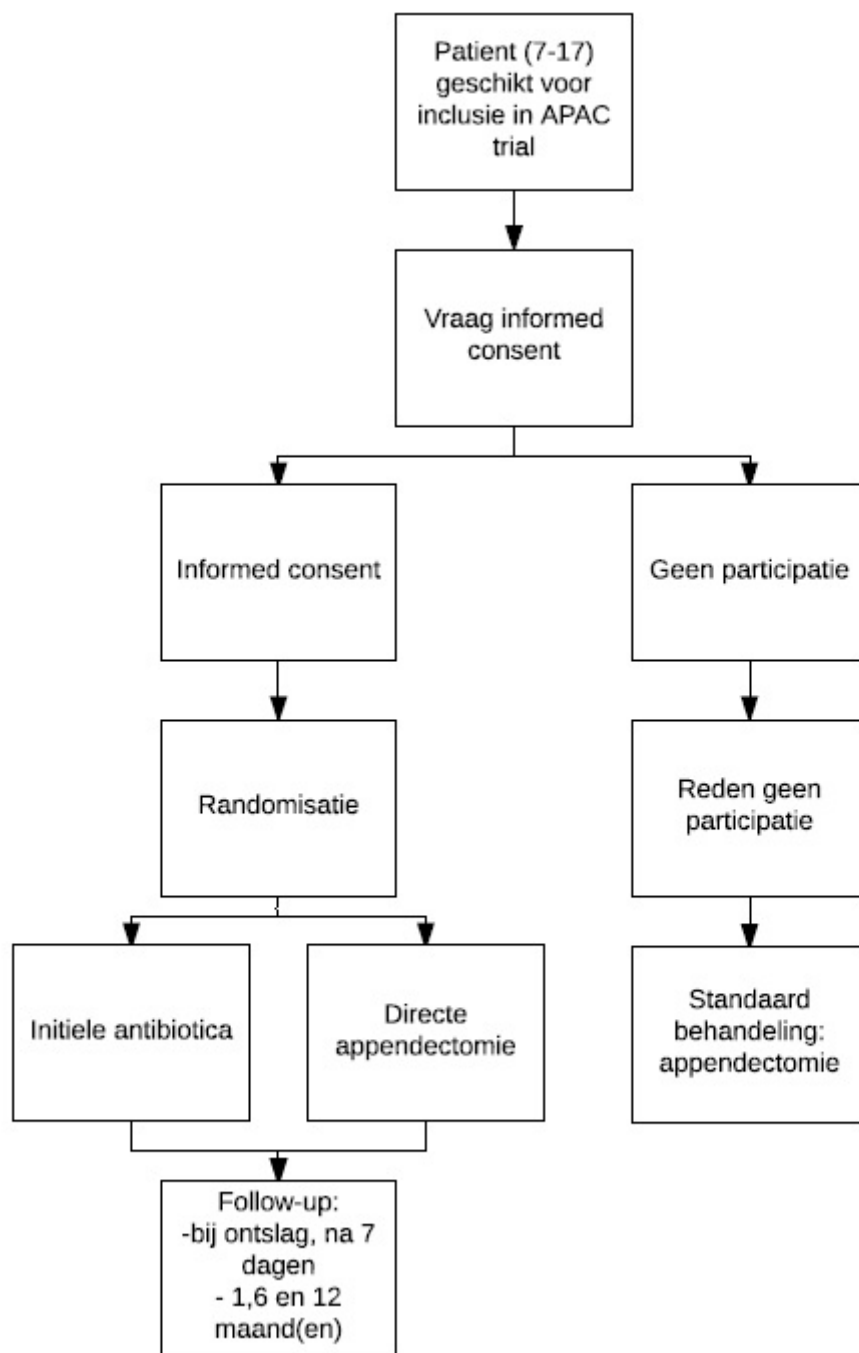 Patient (7-17)
geschikt voor
inclusie in APAC
trial
Vraag informed
consent
Informed consent
Geen participatie
Randomisatie
Reden geen
participatie
Initiele antibiotica
Directe
appendectomie
Standaard
behandeling:
appendectomie
Follow-up:
-bij ontslag, na 7
dagen
- 1,6 en 12
maand(en)